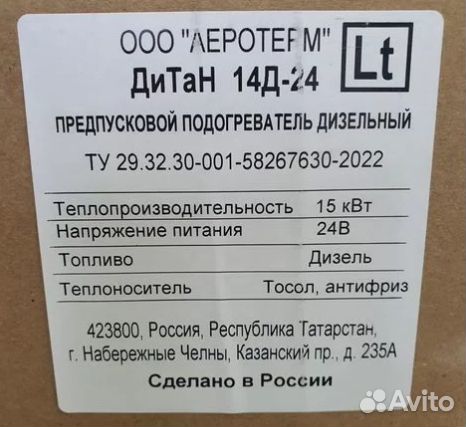 ООО "ЛЕРОТЕРМ"
Lt
ДиТаН 14Д-24
ПРЕДПУСКОВОЙ ПОДОГРЕВАТЕЛЬ ДИЗЕЛЬНЫЙ
ТУ 29.32.30-001-58267630-2022
Теплопроизводительность 15 кВт
Напряжение питания 24В
Топливо Дизель
Теплоноситель Тосол, антифриз
423800, Россия, Республика Татарстан,
г. Набережные Челны, Казанский пр., д. 235А
Сделано в России
Avito